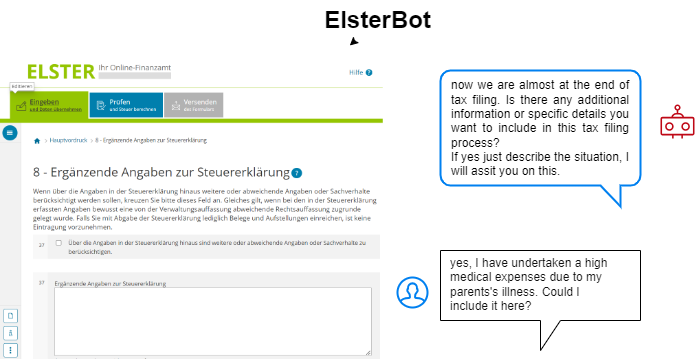 ElsterBot
ELSTER Ihr Online-Finanzamt
Hilfe ?
Eingeben
und Daten übernehmen
Prüfen
und Steuer berechnen
Versenden
des Formulars
> Hauptvordruck > 8 - Ergänzende Angaben zur Steuererklärung
8 - Ergänzende Angaben zur Steuererklärung ?
Wenn über die Angaben in der Steuererklärung hinaus weitere oder abweichende Angaben oder Sachverhalte
berücksichtigt werden sollen, kreuzen Sie bitte dieses Feld an. Gleiches gilt, wenn bei den in der Steuererklärung
erfassten Angaben bewusst eine von der Verwaltungsauffassung abweichende Rechtsauffassung zugrunde
gelegt wurde. Falls Sie mit Abgabe der Steuererklärung lediglich Belege und Aufstellungen einreichen, ist keine
Eintragung vorzunehmen.
37 Über die Angaben in der Steuererklärung hinaus sind weitere oder abweichende Angaben oder Sachverhalte zu
berücksichtigen.
37 Ergänzende Angaben zur Steuererklärung
now we are almost at the end of
tax filing. Is there any additional
information or specific details you
want to include in this tax filing
process?
If yes just describe the situation, I
will assit you on this.
yes, I have undertaken a high
medical expenses due to my
parents's illness. Could I
include it here?